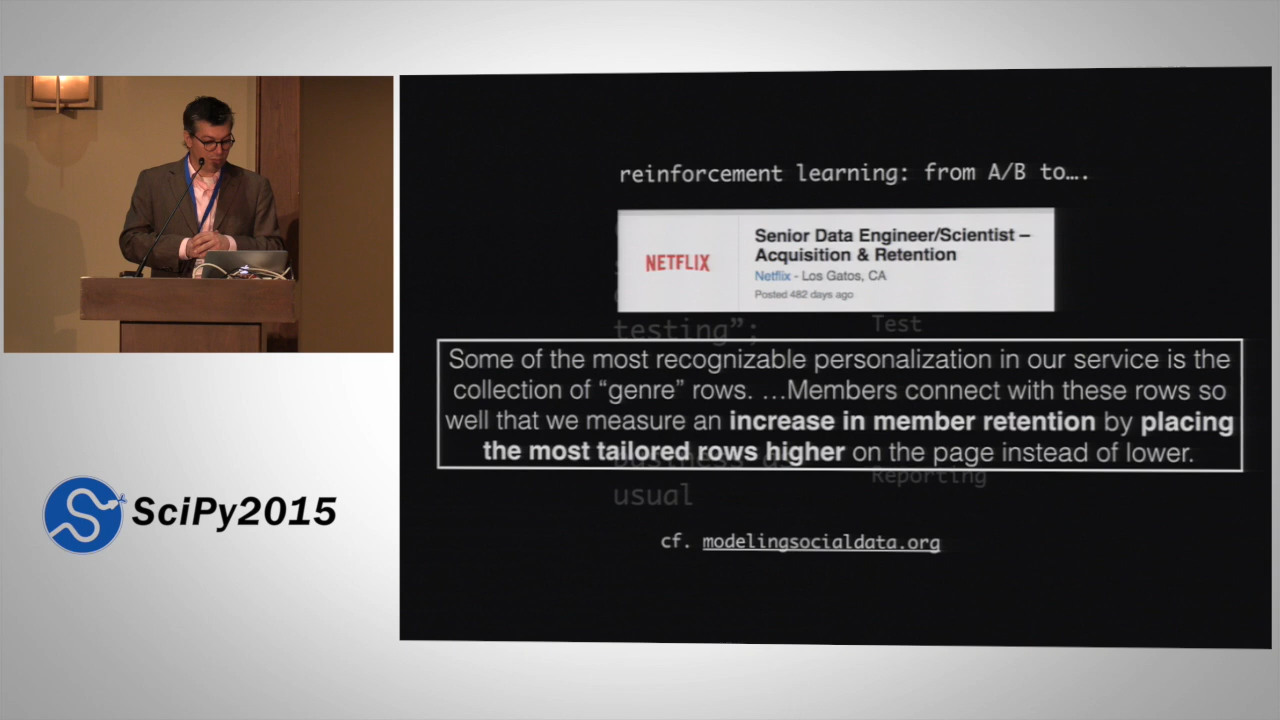 reinforcement learning: from A/B to….
NETFLIX
Senior Data Engineer/Scientist –
Acquisition & Retention
Netflix - Los Gatos, CA
Posted 482 days ago
testing”;
Test
Some of the most recognizable personalization in our service is the
collection of “genre” rows. …Members connect with these rows so
well that we measure an increase in member retention by placing
the most tailored rows higher on the page instead of lower.
Reporting
usual
cf. modelingsocialdata.org
SciPy2015